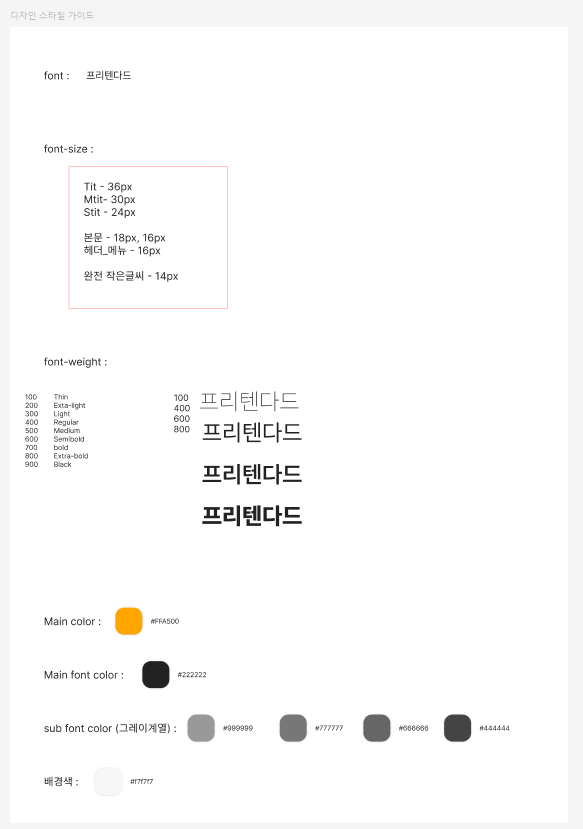 디자인 스타일 가이드
font : 프리텐다드
font-size :
Tit - 36px
Mtit- 30px
Stit - 24px
본문 - 18px, 16px
헤더_메뉴 - 16px
완전 작은글씨 - 14px
font-weight :
100 Thin
200 Exta-light
300 Light
400 Regular
500 Medium
600 Semibold
700 bold
800 Extra-bold
900 Black
100
400
600
800
프리텐다드
프리텐다드
프리텐다드
프리텐다드
Main color : #FFA500
Main font color : #222222
sub font color (그레이계열) : #999999 #777777 #666666 #444444
배경색 : #f7f7f7